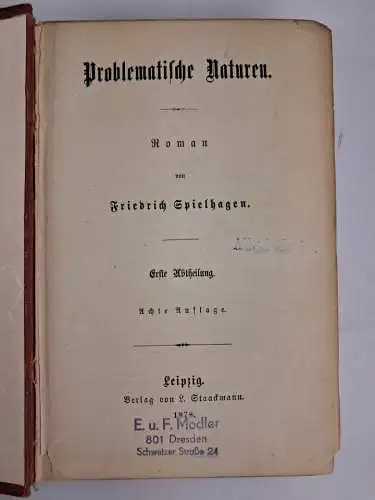 Problematische Naturen.
Roman
von
Friedrich Spielhagen.
Erste Abtheilung.
Achte Auflage.
Leipzig.
Verlag von L. Staackmann.
1878.
E. u. F. Modler
801 Dresden
Schweizer Straße 24